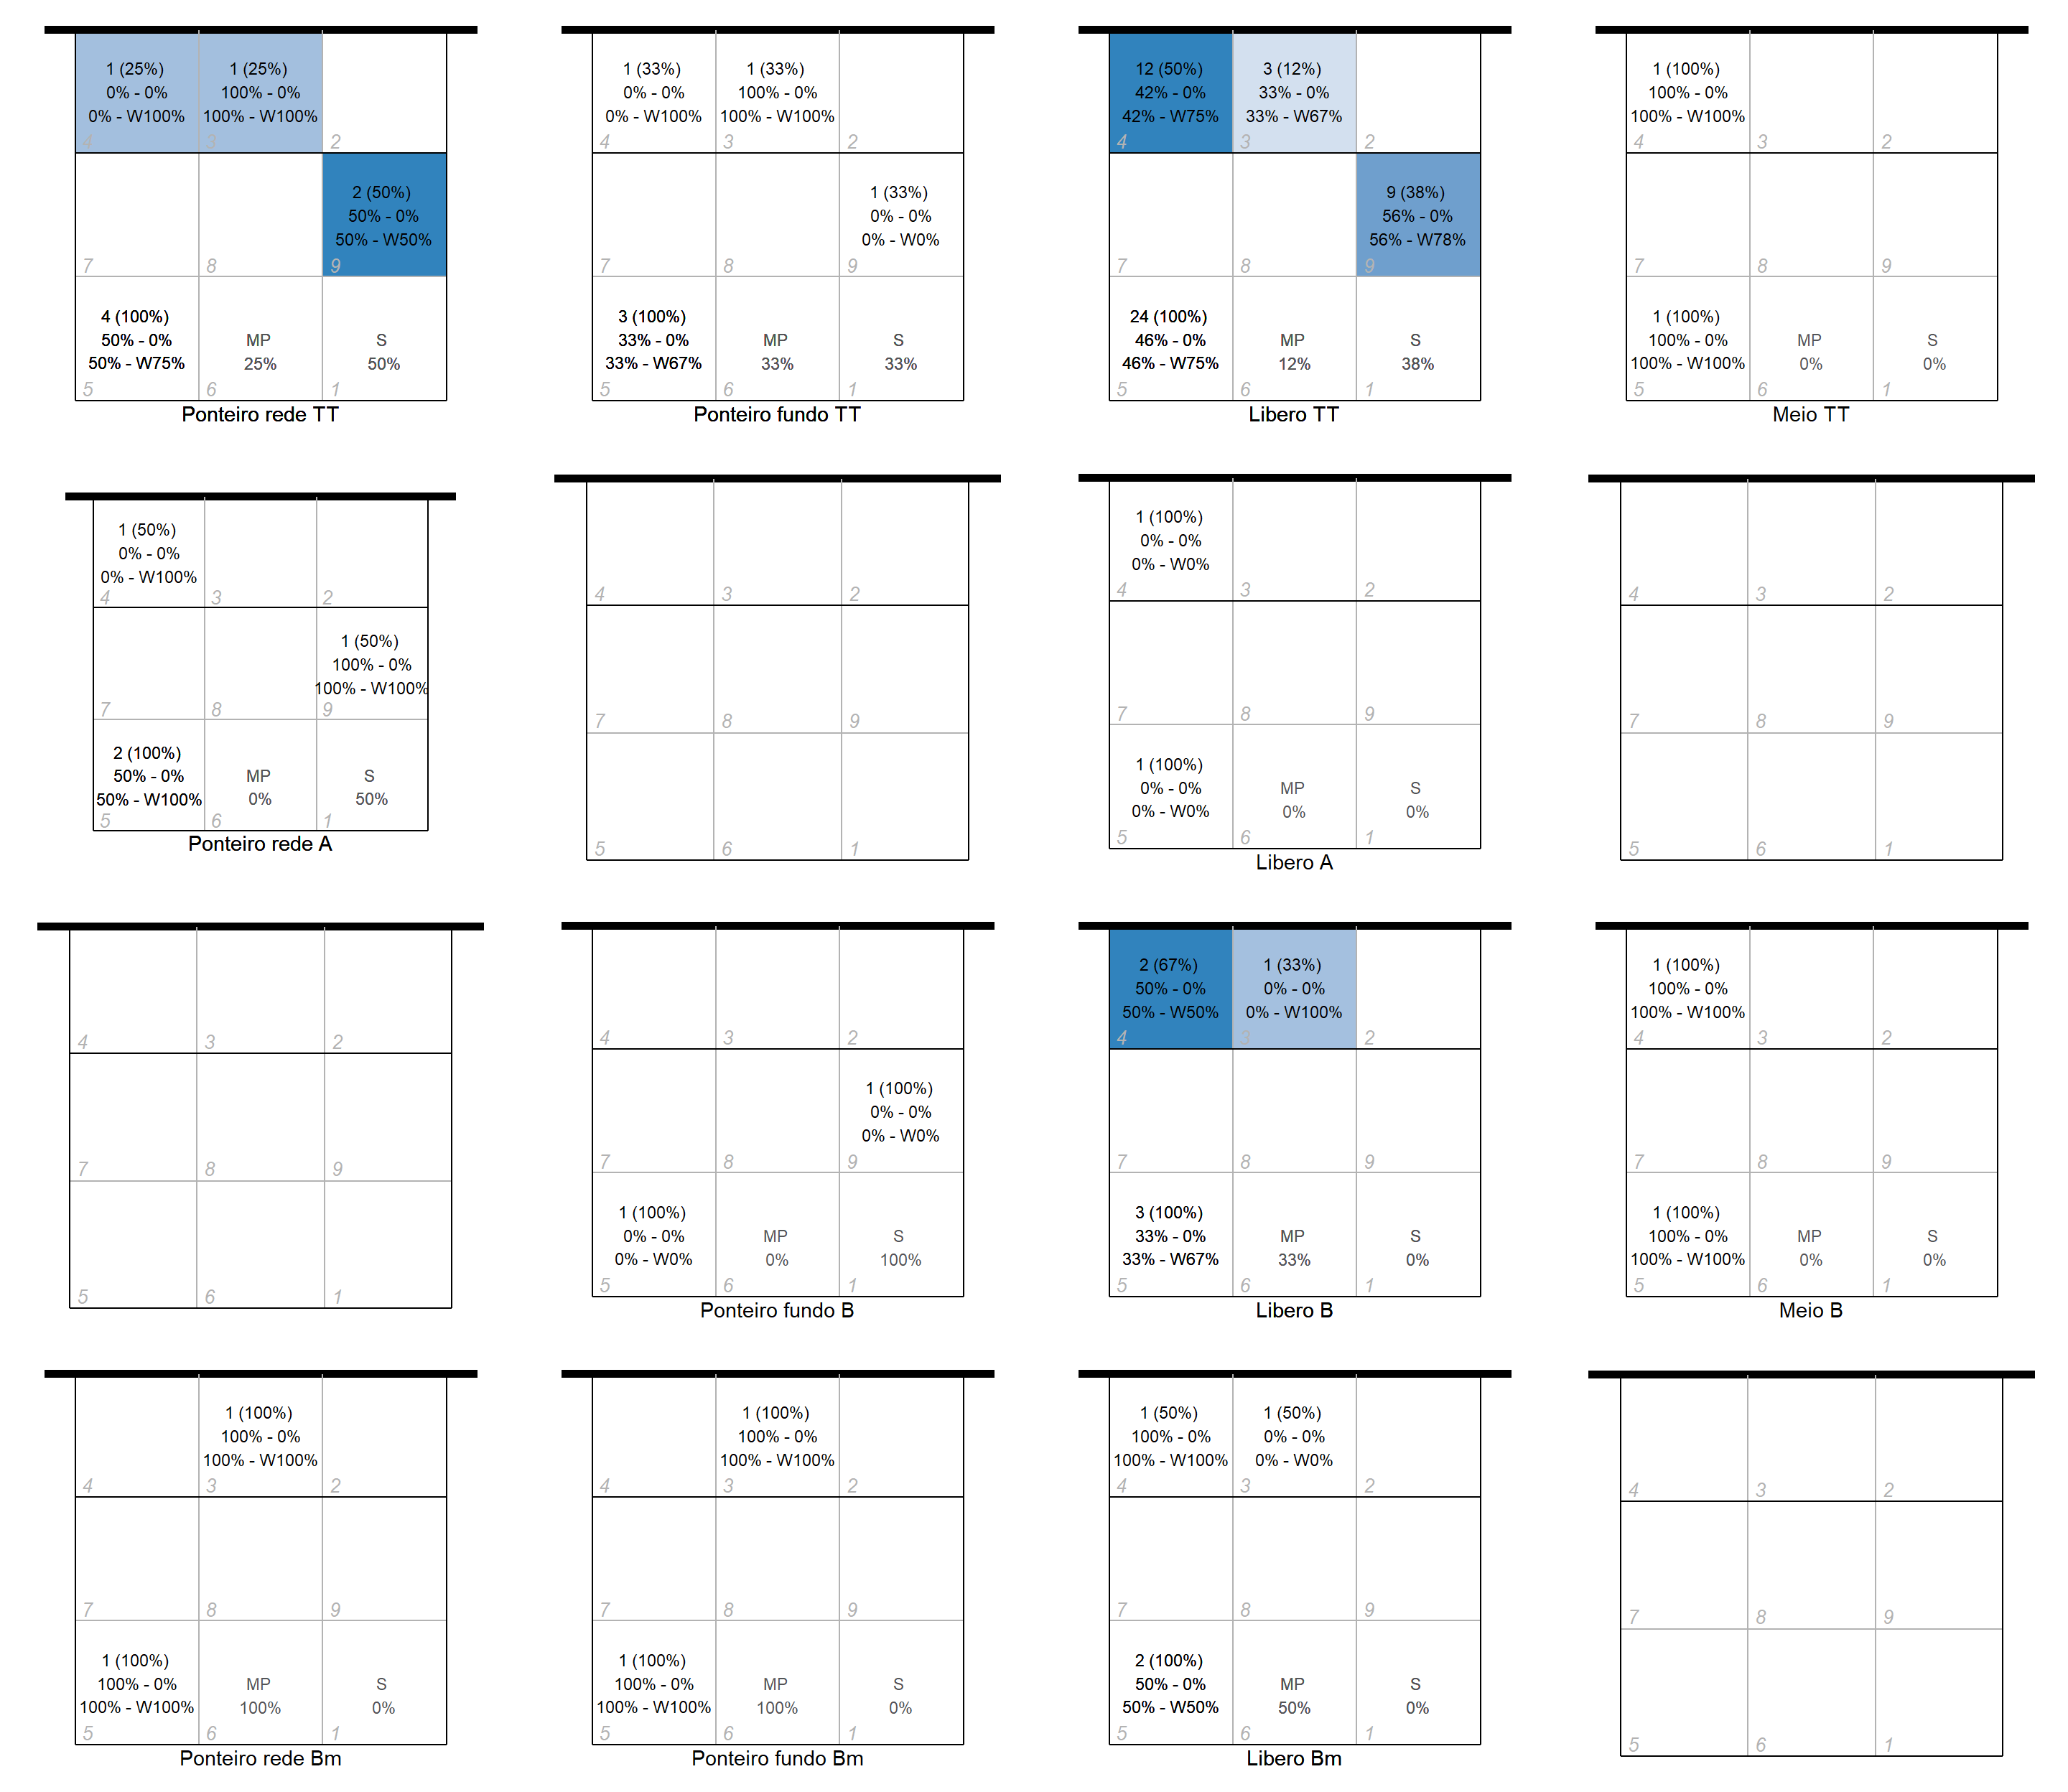 1 (25%)
0% - 0%
0% - W100%
4
1 (25%)
100% - 0%
100% - W100%
3
2
7
8
2 (50%)
50% - 0%
50% - W50%
9
4 (100%)
50% - 0%
50% - W75%
5
MP
25%
6
S
50%
1
Ponteiro rede TT
1 (33%)
0% - 0%
0% - W100%
4
1 (33%)
100% - 0%
100% - W100%
3
2
7
8
1 (33%)
0% - 0%
0% - W0%
9
3 (100%)
33% - 0%
33% - W67%
5
MP
33%
6
S
33%
1
Ponteiro fundo TT
12 (50%)
42% - 0%
42% - W75%
4
3 (12%)
33% - 0%
33% - W67%
3
2
7
8
9 (38%)
56% - 0%
56% - W78%
9
24 (100%)
46% - 0%
46% - W75%
5
MP
12%
6
S
38%
1
Libero TT
1 (100%)
100% - 0%
100% - W100%
4
3
2
7
8
9
1 (100%)
100% - 0%
100% - W100%
5
MP
0%
6
S
0%
1
Meio TT
1 (50%)
0% - 0%
0% - W100%
4
3
2
7
8
1 (50%)
100% - 0%
100% - W100%
9
2 (100%)
50% - 0%
50% - W100%
5
MP
0%
6
S
50%
1
Ponteiro rede A
4
3
2
7
8
9
5
6
1
1 (100%)
0% - 0%
0% - W0%
4
3
2
7
8
9
1 (100%)
0% - 0%
0% - W0%
5
MP
0%
6
S
0%
1
Libero A
4
3
2
7
8
9
5
6
1
4
3
2
7
8
9
5
6
1
4
3
2
7
8
1 (100%)
0% - 0%
0% - W0%
9
1 (100%)
0% - 0%
0% - W0%
5
MP
0%
6
S
100%
1
Ponteiro fundo B
2 (67%)
50% - 0%
50% - W50%
4
1 (33%)
0% - 0%
0% - W100%
3
2
7
8
9
3 (100%)
33% - 0%
33% - W67%
5
MP
33%
6
S
0%
1
Libero B
1 (100%)
100% - 0%
100% - W100%
4
3
2
7
8
9
1 (100%)
100% - 0%
100% - W100%
5
MP
0%
6
S
0%
1
Meio B
4
1 (100%)
100% - 0%
100% - W100%
3
2
7
8
9
1 (100%)
100% - 0%
100% - W100%
5
MP
100%
6
S
0%
1
Ponteiro rede Bm
4
1 (100%)
100% - 0%
100% - W100%
3
2
7
8
9
1 (100%)
100% - 0%
100% - W100%
5
MP
100%
6
S
0%
1
Ponteiro fundo Bm
1 (50%)
100% - 0%
100% - W100%
4
1 (50%)
0% - 0%
0% - W0%
3
2
7
8
9
2 (100%)
50% - 0%
50% - W50%
5
MP
50%
6
S
0%
1
Libero Bm
4
3
2
7
8
9
5
6
1